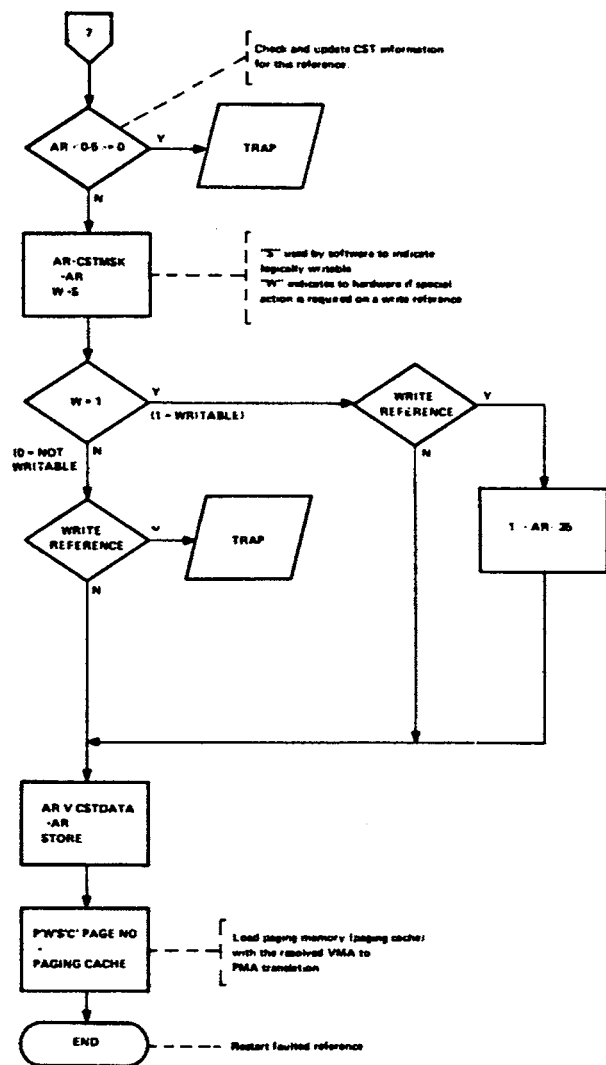 7
Check and update CST information
for this reference.
AR 0-5 = 0
Y
TRAP
N
AR·CSTMSK
-AR
W·S
"S" used by software to indicate
logically writable
"W" indicates to hardware if special
action is required on a write reference
W = 1
Y
(1 = WRITABLE)
WRITE
REFERENCE
Y
(0 = NOT
WRITABLE
N
N
1 - AR- 35
WRITE
REFERENCE
TRAP
N
AR V CSTDATA
-AR
STORE
P'W'S'C' PAGE NO
-
PAGING CACHE
Load paging memory (paging cache)
with the resolved VMA to
PMA translation
END
Restart faulted reference